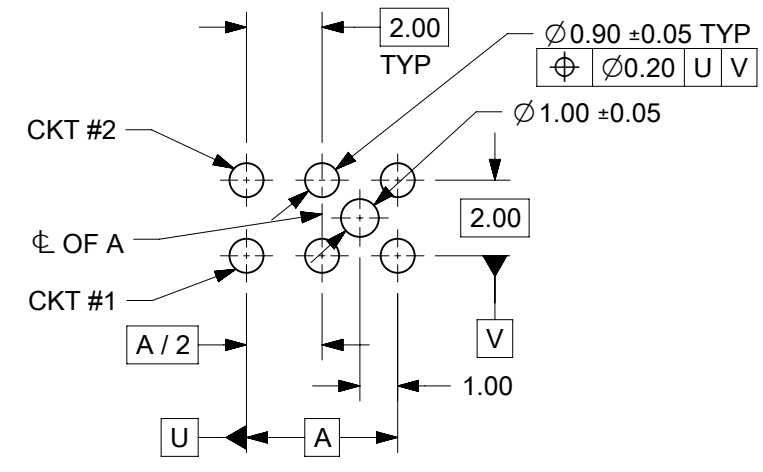 2.00
TYP
∅0.90 ±0.05 TYP
⌖ ∅0.20 U V
∅1.00 ±0.05
CKT #2
2.00
℄ OF A
CKT #1
A / 2
V
1.00
U
A